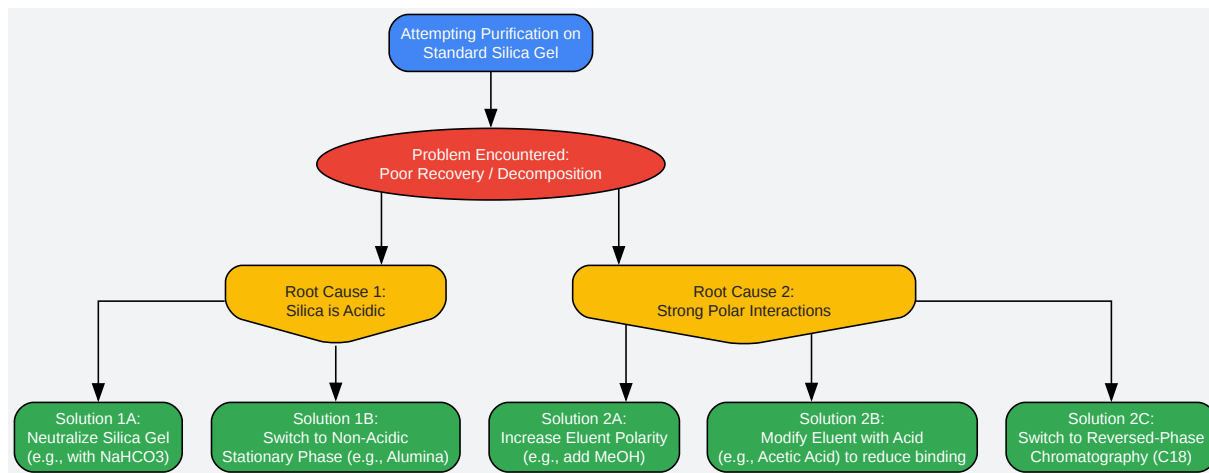 Attempting Purification on
Standard Silica Gel
Problem Encountered:
Poor Recovery / Decomposition
Root Cause 1:
Silica is Acidic
Root Cause 2:
Strong Polar Interactions
Solution 1A:
Neutralize Silica Gel
(e.g., with NaHCO3)
Solution 1B:
Switch to Non-Acidic
Stationary Phase (e.g., Alumina)
Solution 2A:
Increase Eluent Polarity
(e.g., add MeOH)
Solution 2B:
Modify Eluent with Acid
(e.g., Acetic Acid) to reduce binding
Solution 2C:
Switch to Reversed-Phase
Chromatography (C18)